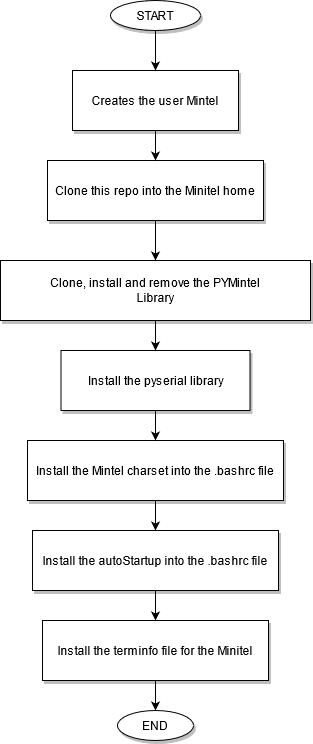 START
Creates the user Mintel
Clone this repo into the Minitel home
Clone, install and remove the PYMintel
Library
Install the pyserial library
Install the Mintel charset into the .bashrc file
Install the autoStartup into the .bashrc file
Install the terminfo file for the Minitel
END